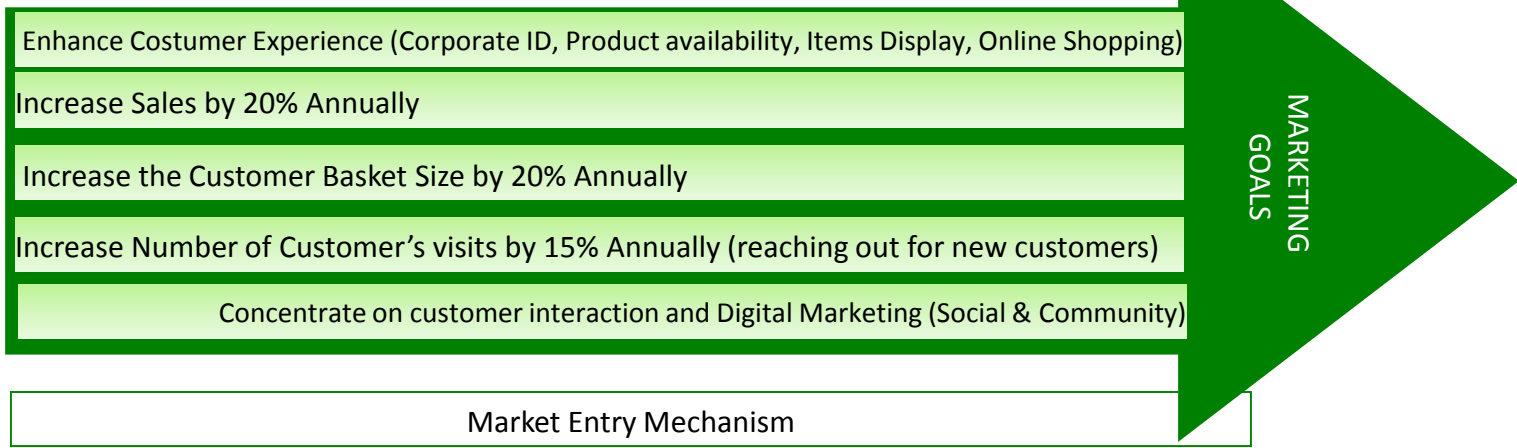 Enhance Costumer Experience (Corporate ID, Product availability, Items Display, Online Shopping)
Increase Sales by 20% Annually
Increase the Customer Basket Size by 20% Annually
Increase Number of Customer’s visits by 15% Annually (reaching out for new customers)
Concentrate on customer interaction and Digital Marketing (Social & Community)
MARKETING
GOALS
Market Entry Mechanism